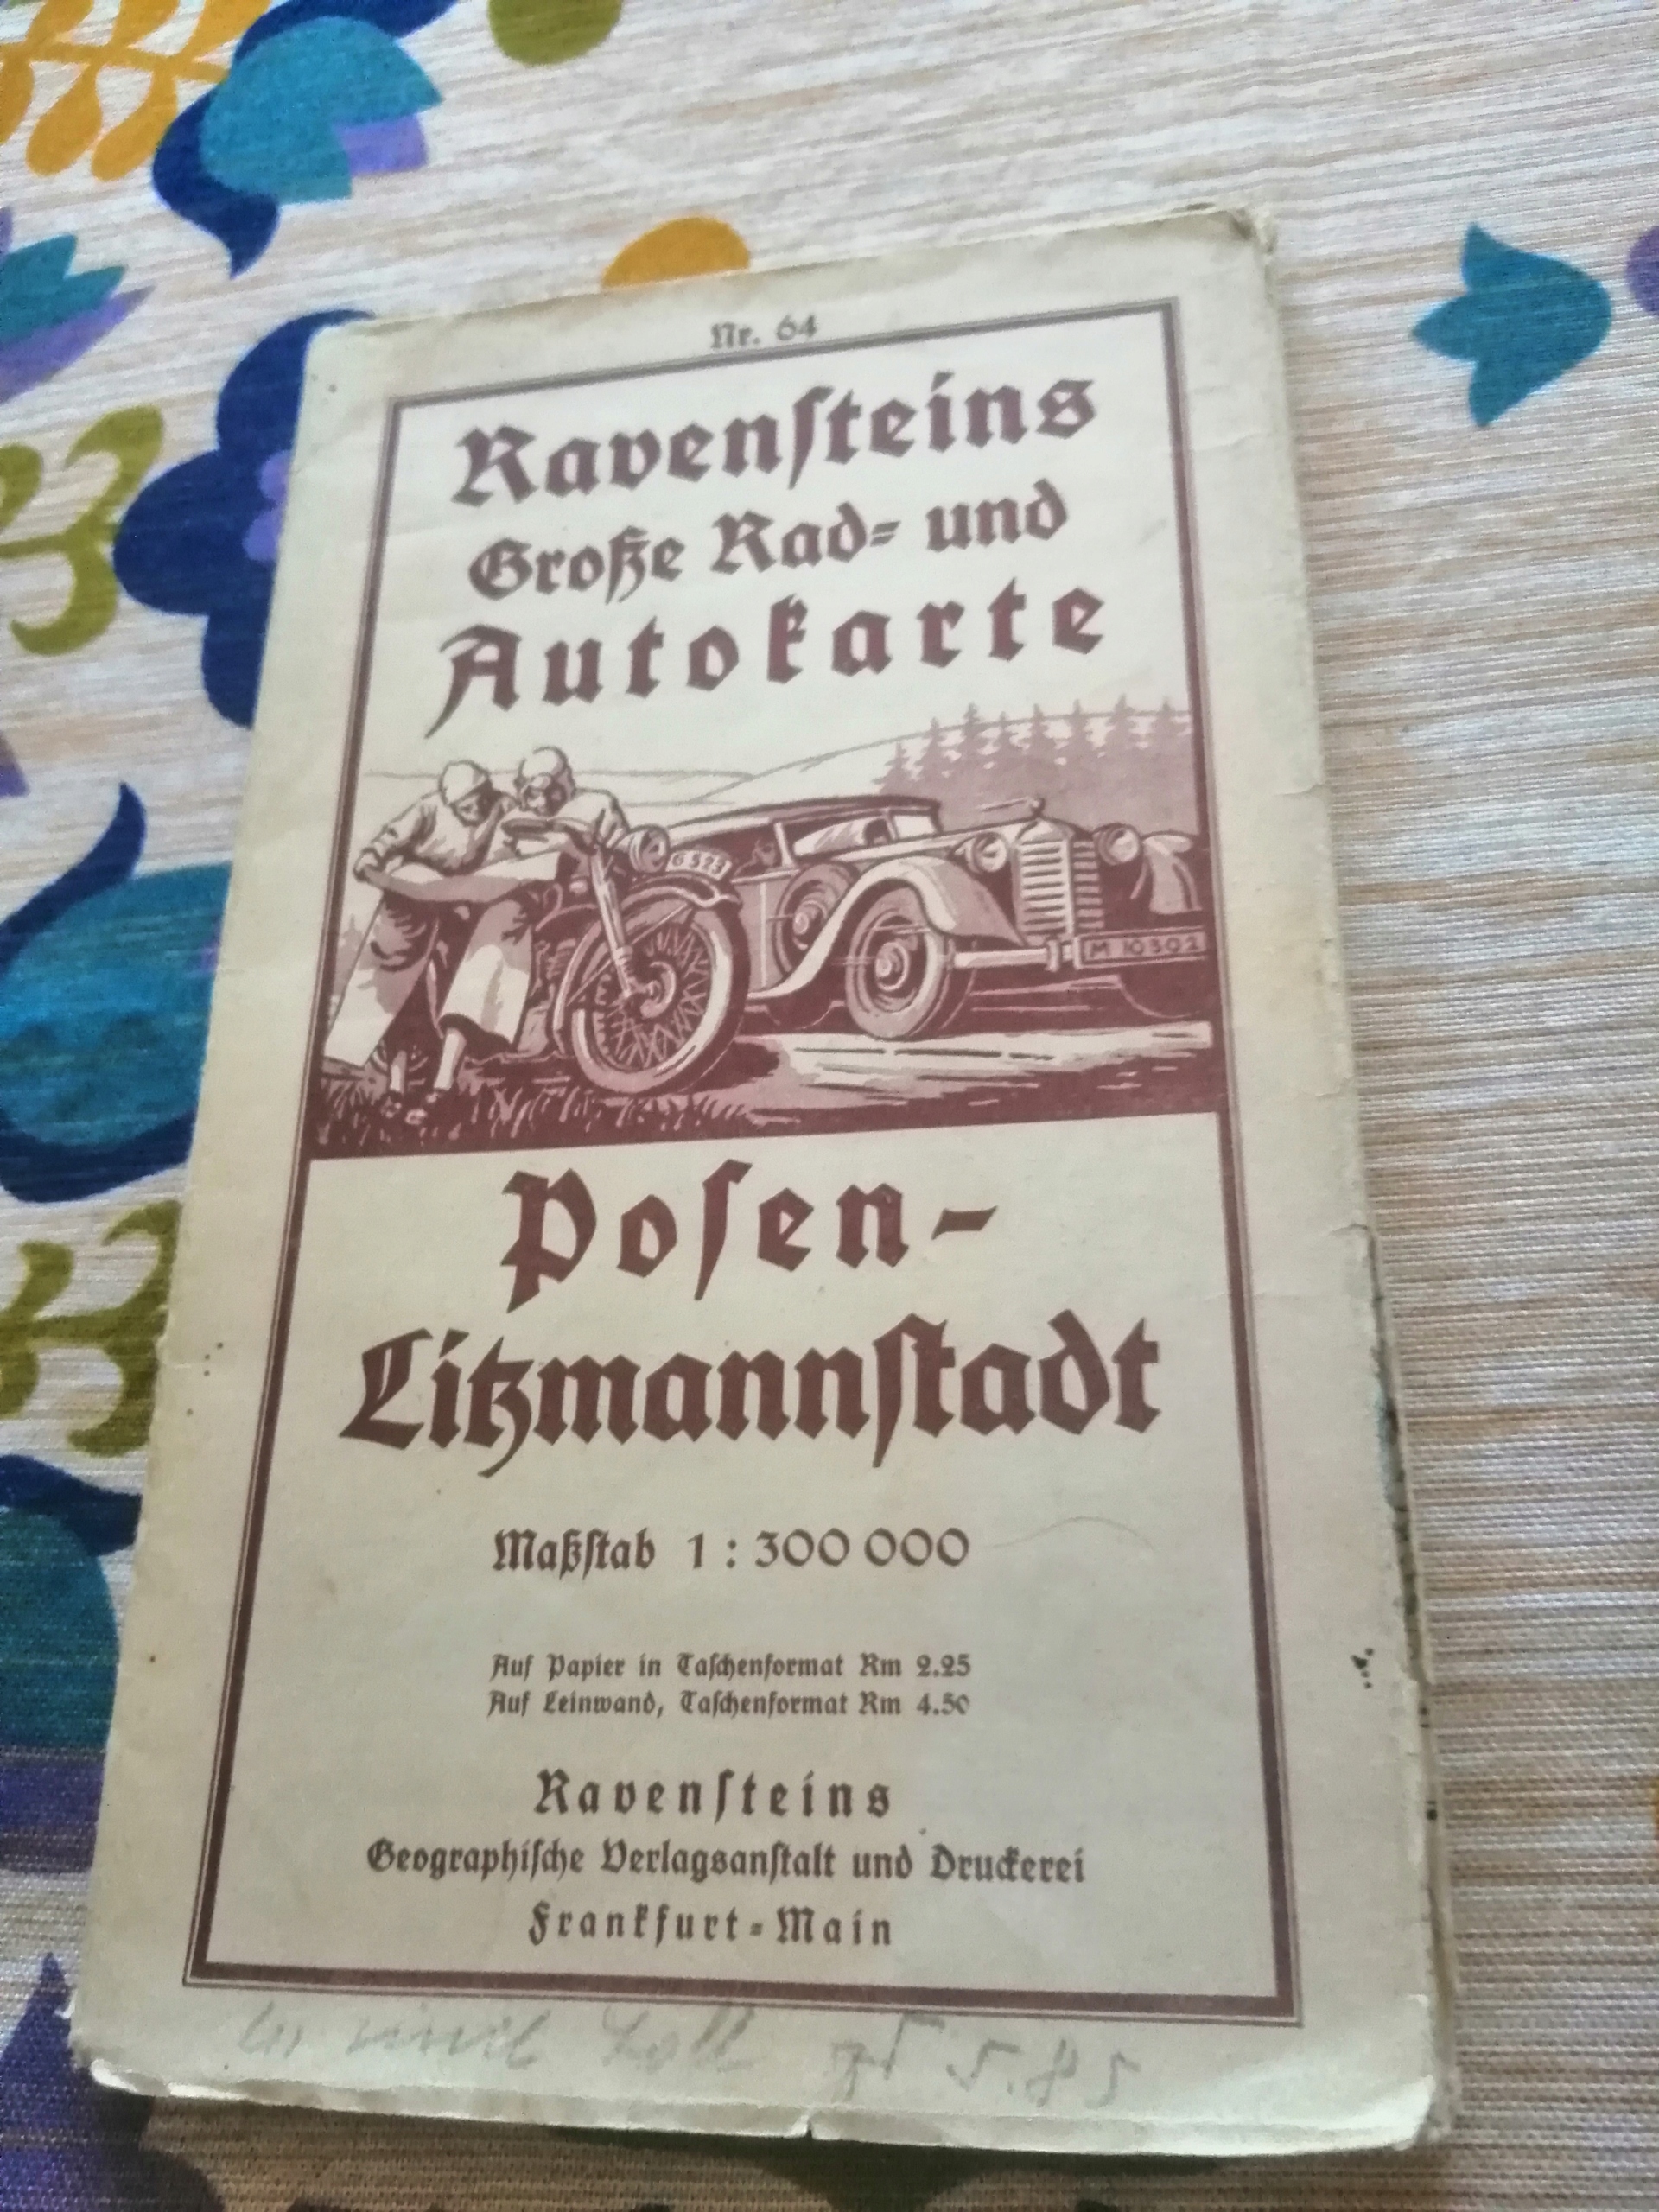 Nr. 64
Ravensteins
Große Rad- und
Autokarte
M 10302
Posen-
Litzmannstadt
Maßstab 1 : 300 000
Auf Papier in Taschenformat Rm 2.25
Auf Leinwand, Taschenformat Rm 4.50
Ravensteins
Geographische Verlagsanstalt und Druckerei
Frankfurt-Main